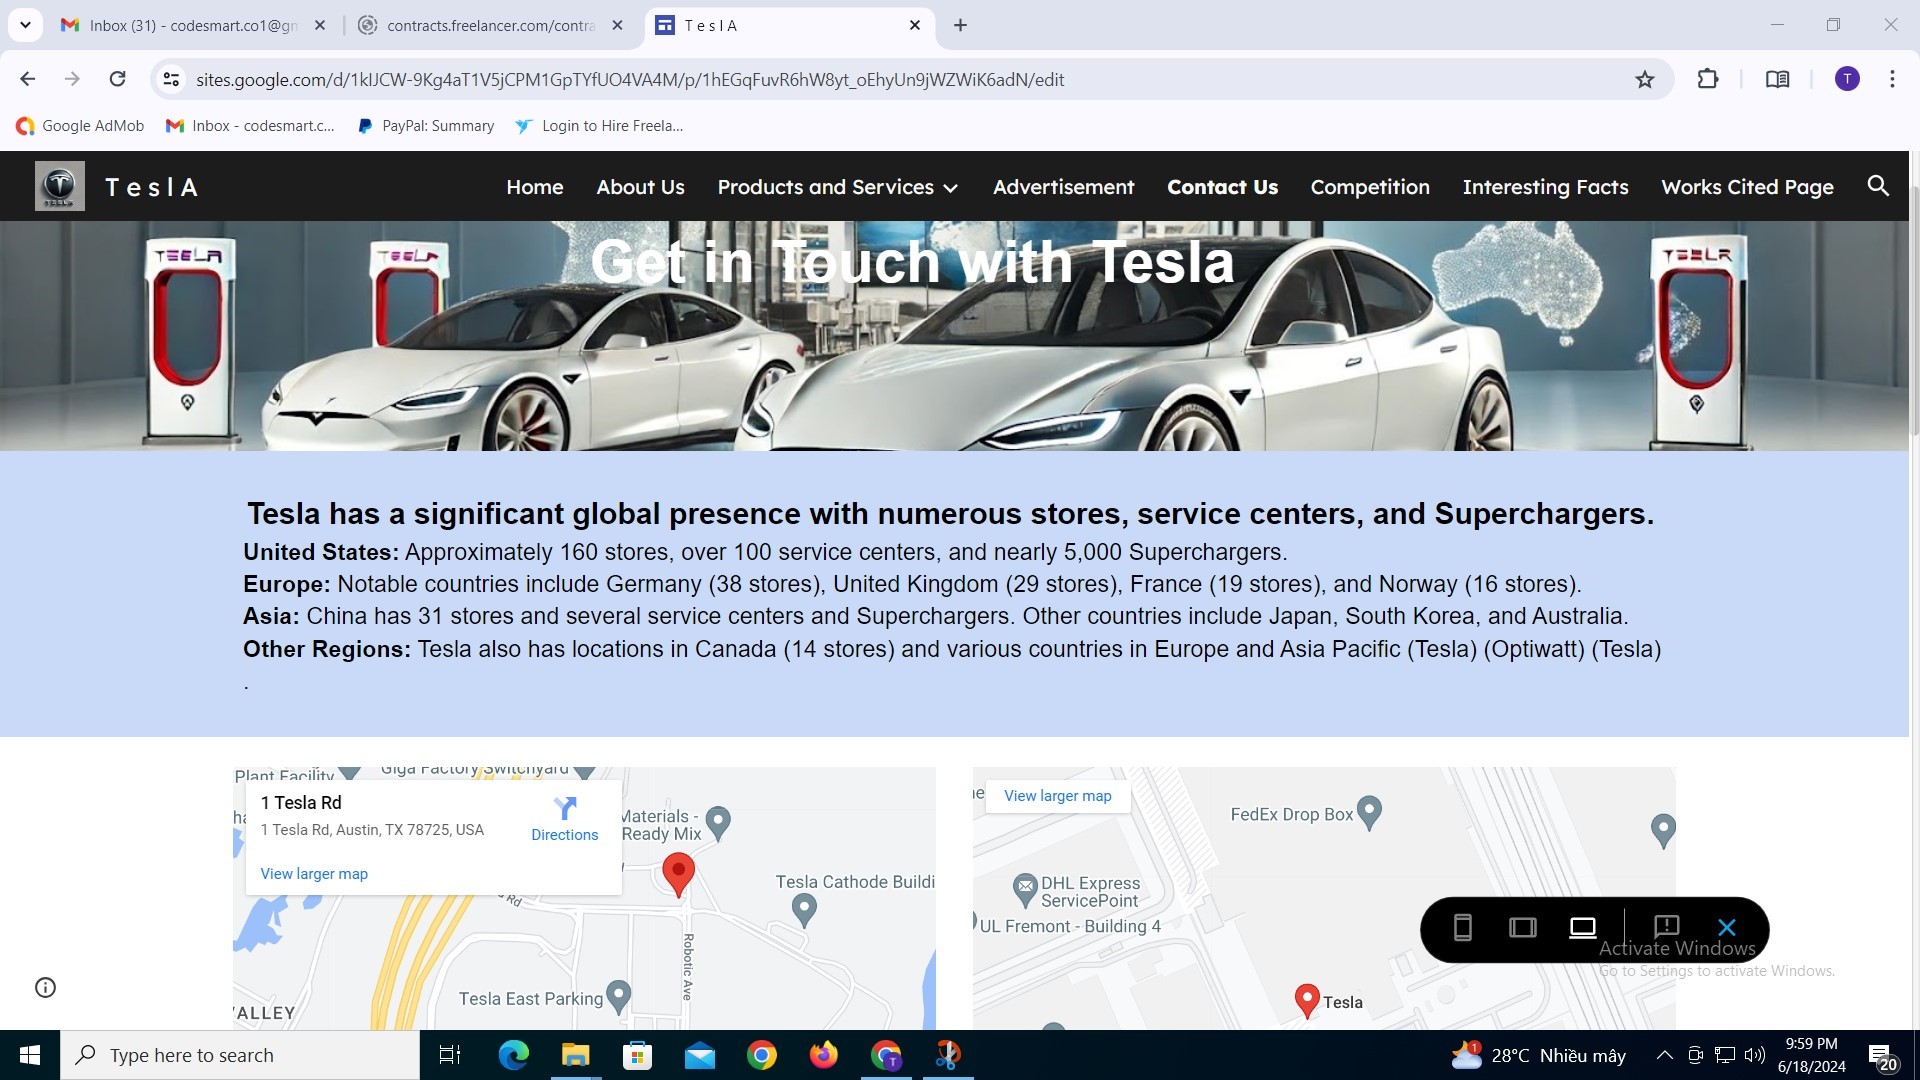 Inbox (31) - codesmart.co1@gm
contracts.freelancer.com/contra
T e s l A
sites.google.com/d/1kIJCW-9Kg4aT1V5jCPM1GpTYfUO4VA4M/p/1hEGqFuvR6hW8yt_oEhyUn9jWZWiK6adN/edit
T
Google AdMob
Inbox - codesmart.c...
PayPal: Summary
Login to Hire Freela...
T e s l A
Home
About Us
Products and Services
Advertisement
Contact Us
Competition
Interesting Facts
Works Cited Page
Get in Touch with Tesla
Tesla has a significant global presence with numerous stores, service centers, and Superchargers.
United States: Approximately 160 stores, over 100 service centers, and nearly 5,000 Superchargers.
Europe: Notable countries include Germany (38 stores), United Kingdom (29 stores), France (19 stores), and Norway (16 stores).
Asia: China has 31 stores and several service centers and Superchargers. Other countries include Japan, South Korea, and Australia.
Other Regions: Tesla also has locations in Canada (14 stores) and various countries in Europe and Asia Pacific (Tesla) (Optiwatt) (Tesla)
.
Plant Facility
Giga Factory Switchyard
1 Tesla Rd
1 Tesla Rd, Austin, TX 78725, USA
Directions
View larger map
Materials -
Ready Mix
Tesla Cathode Buildi
Rd
Robotic Ave
Tesla East Parking
ALLEY
View larger map
FedEx Drop Box
DHL Express
ServicePoint
UL Fremont - Building 4
Tesla
Activate Windows
Go to Settings to activate Windows.
Type here to search
1
28°C Nhiều mây
9:59 PM
6/18/2024
20